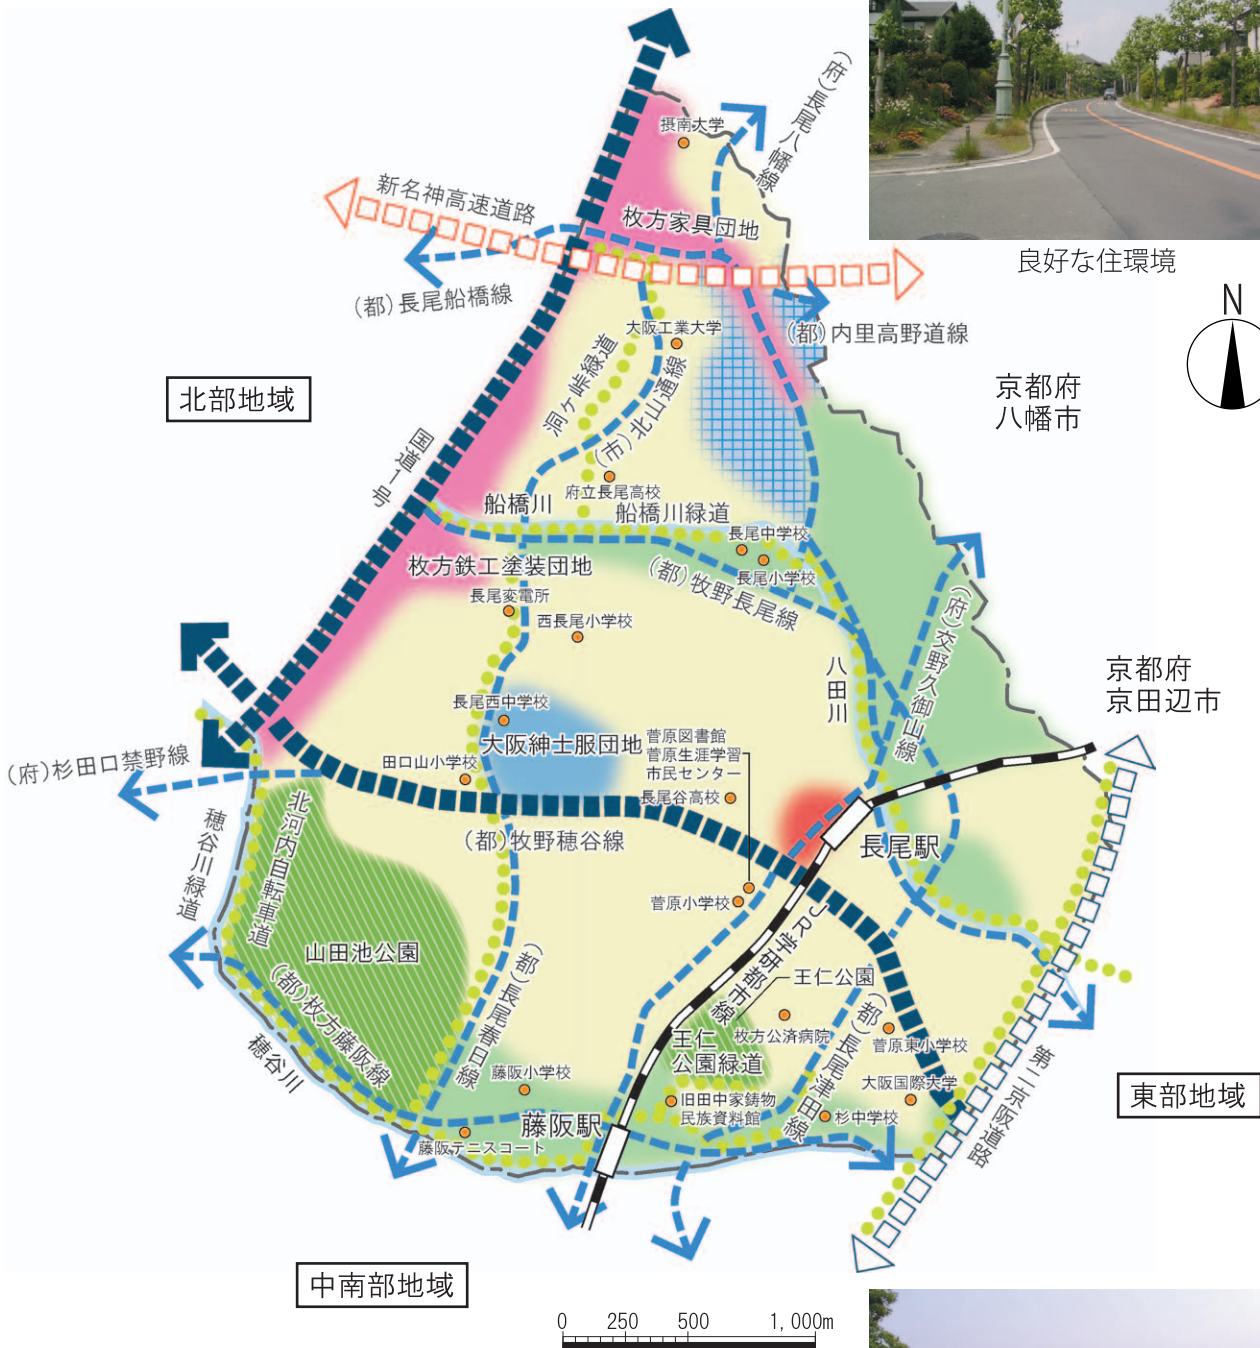 摂南大学
(府)長尾八幡線
新名神高速道路
枚方家具団地
良好な住環境
N
(都)長尾船橋線
大阪工業大学
(都)内里高野道線
北部地域
洞ヶ峠緑道
(市)北山通線
京都府
八幡市
国道1号
府立長尾高校
船橋川
船橋川緑道
長尾中学校
長尾小学校
枚方鉄工塗装団地
(都)牧野長尾線
長尾変電所
西長尾小学校
(府)交野久御山線
八田川
京都府
京田辺市
長尾西中学校
大阪紳士服団地
菅原図書館
菅原生涯学習
市民センター
田口山小学校
長尾谷高校
(府)杉田口禁野線
(都)牧野穂谷線
長尾駅
穂谷川緑道
北河内自転車道
菅原小学校
JR学研都市線
山田池公園
王仁公園
(都)枚方藤阪線
(都)長尾春日線
枚方公済病院
(都)長尾津田線
菅原東小学校
王仁
公園緑道
穂谷川
藤阪小学校
大阪国際大学
第二京阪道路
東部地域
旧田中家鋳物
民族資料館
杉中学校
藤阪駅
藤阪テニスコート
中南部地域
0 250 500 1,000m